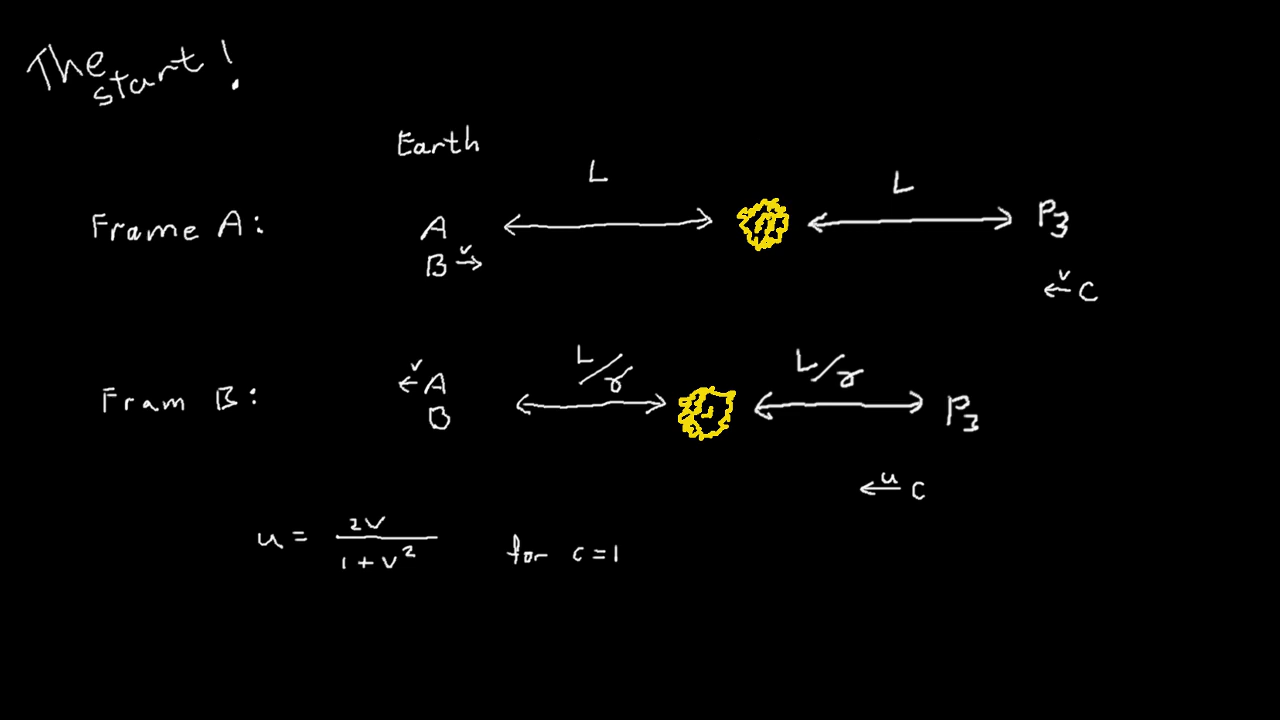 The start!
Earth
L L
Frame A: A P₃
B v→ ←v C
Fram B: ←v A L/γ L/γ P₃
B
←u C
u = 2v / 1 + v² for c = 1